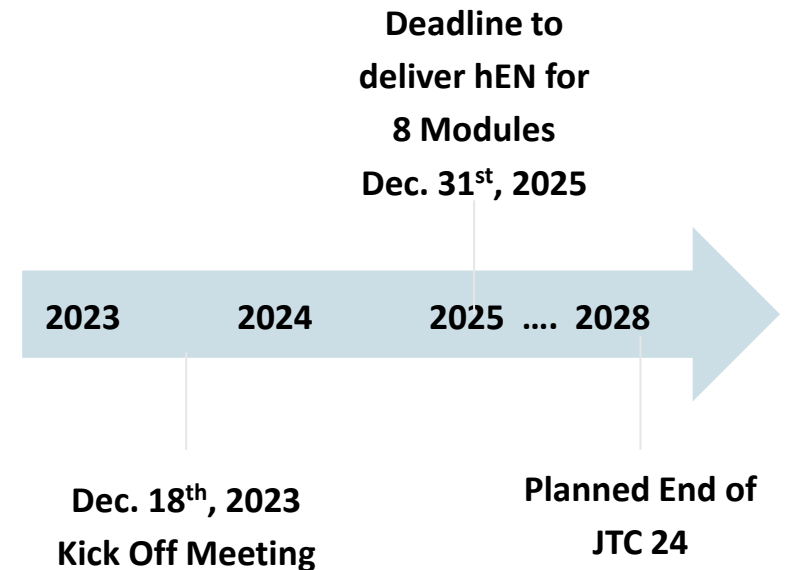 Deadline to
deliver hEN for
8 Modules
Dec. 31st, 2025
2023 2024 2025 .... 2028
Dec. 18th, 2023
Kick Off Meeting
Planned End of
JTC 24